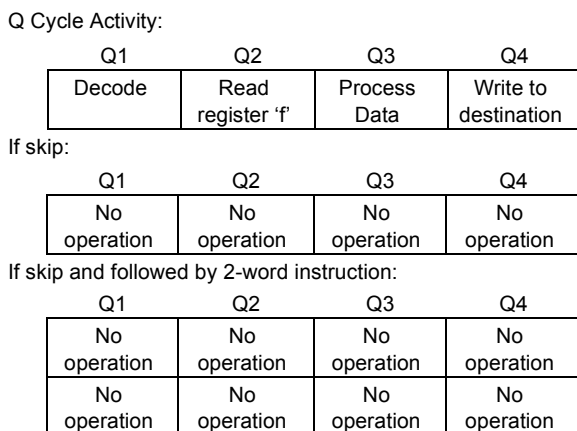 Q Cycle Activity:
Q1 Q2 Q3 Q4
Decode Read Process Write to
register ‘f’ Data destination
If skip:
Q1 Q2 Q3 Q4
No No No No
operation operation operation operation
If skip and followed by 2-word instruction:
Q1 Q2 Q3 Q4
No No No No
operation operation operation operation
No No No No
operation operation operation operation